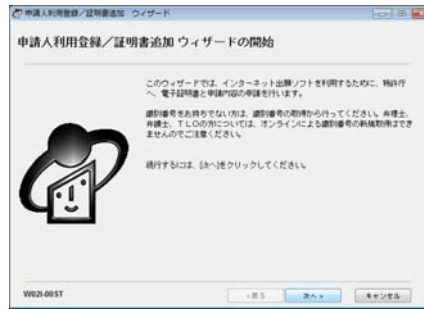 申請人利用登録／証明書追加 ウィザード
申請人利用登録／証明書追加 ウィザードの開始
このウィザードでは、インターネット出願ソフトを利用するために、特許庁
へ、電子証明書と申請内容の申請を行います。
識別番号をお持ちでない方は、識別番号の取得から行ってください。弁理士、
弁護士、ＴＬＯの方については、オンラインによる識別番号の新規取得はでき
ませんのでご注意ください。
続行するには、[次へ]をクリックしてください。
W021-00ST
<戻る
次へ>
キャンセル